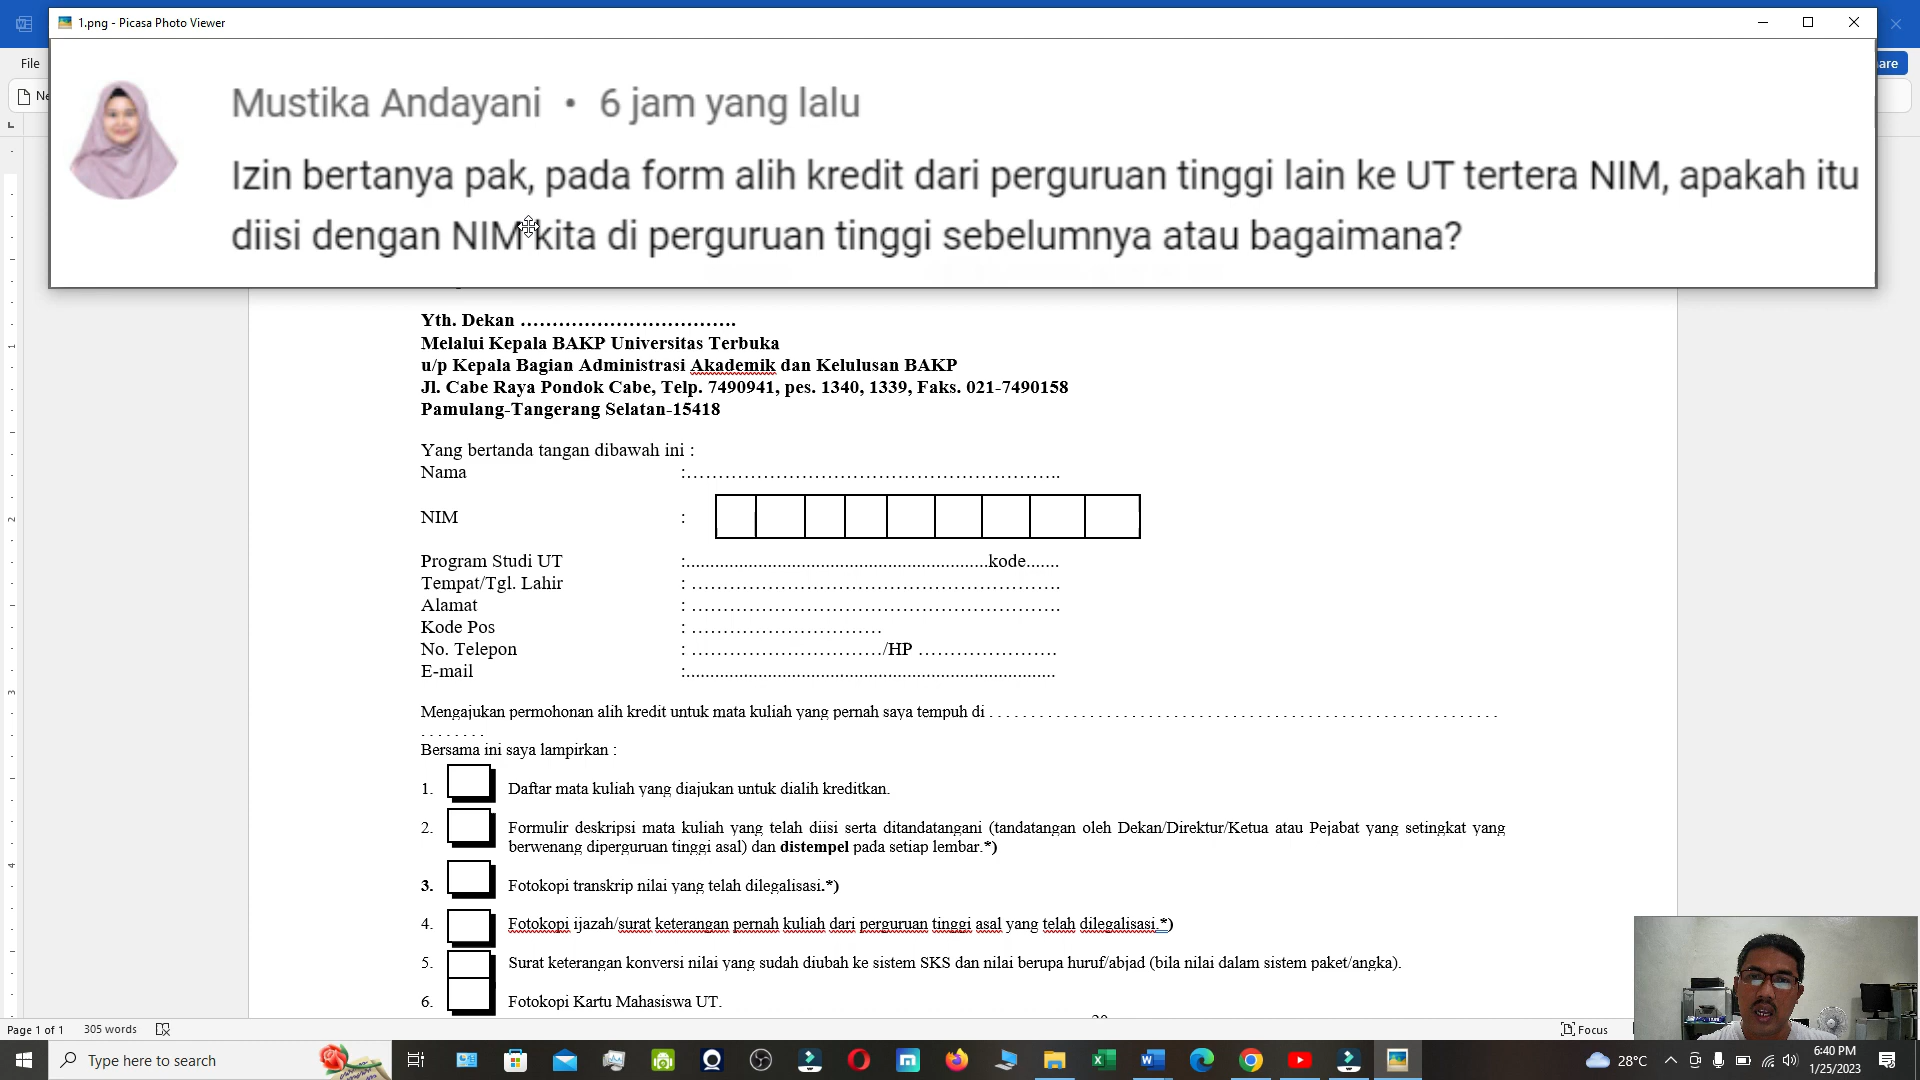 1.png - Picasa Photo Viewer
File
Mustika Andayani • 6 jam yang lalu
Izin bertanya pak, pada form alih kredit dari perguruan tinggi lain ke UT tertera NIM, apakah itu
diisi dengan NIM kita di perguruan tinggi sebelumnya atau bagaimana?
Yth. Dekan …………………………….
Melalui Kepala BAKP Universitas Terbuka
u/p Kepala Bagian Administrasi Akademik dan Kelulusan BAKP
Jl. Cabe Raya Pondok Cabe, Telp. 7490941, pes. 1340, 1339, Faks. 021-7490158
Pamulang-Tangerang Selatan-15418
Yang bertanda tangan dibawah ini :
Nama :…………………………………………………..
NIM :
Program Studi UT :...............................................................kode.......
Tempat/Tgl. Lahir : ………………………………………………….
Alamat : ………………………………………………….
Kode Pos : …………………………
No. Telepon : …………………………/HP ………………….
E-mail :.............................................................................
Mengajukan permohonan alih kredit untuk mata kuliah yang pernah saya tempuh di . . . . . . . . . . . . . . . . . . . . . . . . . . . . . . . . . . . . . . . . . . . . . . . . . . . . . . . . . . . . .
. . . . . . . .
Bersama ini saya lampirkan :
1. Daftar mata kuliah yang diajukan untuk dialih kreditkan.
2. Formulir deskripsi mata kuliah yang telah diisi serta ditandatangani (tandatangan oleh Dekan/Direktur/Ketua atau Pejabat yang setingkat yang
berwenang diperguruan tinggi asal) dan distempel pada setiap lembar.*)
3. Fotokopi transkrip nilai yang telah dilegalisasi.*)
4. Fotokopi ijazah/surat keterangan pernah kuliah dari perguruan tinggi asal yang telah dilegalisasi.*)
5. Surat keterangan konversi nilai yang sudah diubah ke sistem SKS dan nilai berupa huruf/abjad (bila nilai dalam sistem paket/angka).
6. Fotokopi Kartu Mahasiswa UT.
Page 1 of 1 305 words Focus
Type here to search 28°C 6:40 PM
1/25/2023